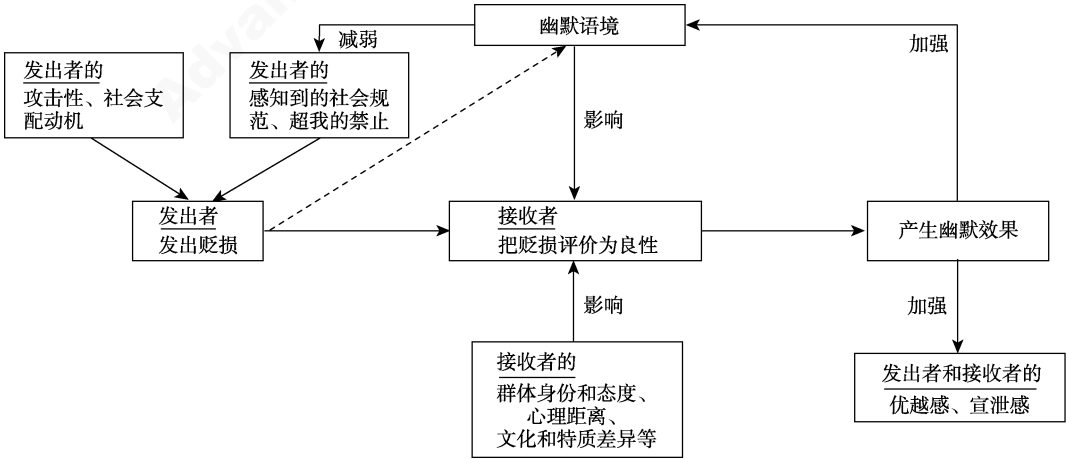 幽默语境
减弱
加强
发出者的
攻击性、社会支
配动机
发出者的
感知到的社会规
范、超我的禁止
影响
发出者
发出贬损
接收者
把贬损评价为良性
产生幽默效果
影响
加强
接收者的
群体身份和态度、
心理距离、
文化和特质差异等
发出者和接收者的
优越感、宣泄感